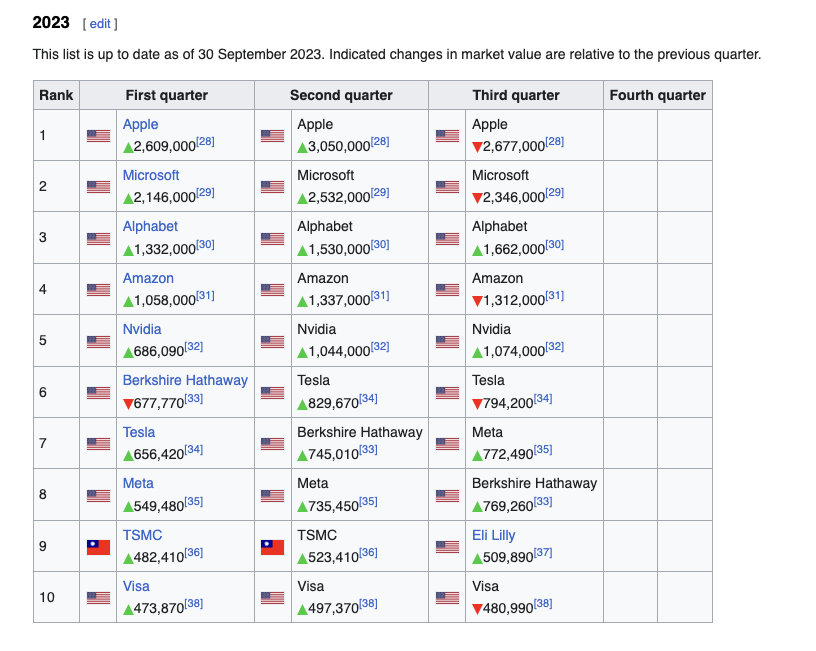 2023 [ edit ]
This list is up to date as of 30 September 2023. Indicated changes in market value are relative to the previous quarter.
Rank First quarter Second quarter Third quarter Fourth quarter
1
Apple
▲2,609,000[28]
Apple
▲3,050,000[28]
Apple
▼2,677,000[28]
2
Microsoft
▲2,146,000[29]
Microsoft
▲2,532,000[29]
Microsoft
▼2,346,000[29]
3
Alphabet
▲1,332,000[30]
Alphabet
▲1,530,000[30]
Alphabet
▲1,662,000[30]
4
Amazon
▲1,058,000[31]
Amazon
▲1,337,000[31]
Amazon
▼1,312,000[31]
5
Nvidia
▲686,090[32]
Nvidia
▲1,044,000[32]
Nvidia
▲1,074,000[32]
6
Berkshire Hathaway
▼677,770[33]
Tesla
▲829,670[34]
Tesla
▼794,200[34]
7
Tesla
▲656,420[34]
Berkshire Hathaway
▲745,010[33]
Meta
▲772,490[35]
8
Meta
▲549,480[35]
Meta
▲735,450[35]
Berkshire Hathaway
▲769,260[33]
9
TSMC
▲482,410[36]
TSMC
▲523,410[36]
Eli Lilly
▲509,890[37]
10
Visa
▲473,870[38]
Visa
▲497,370[38]
Visa
▼480,990[38]